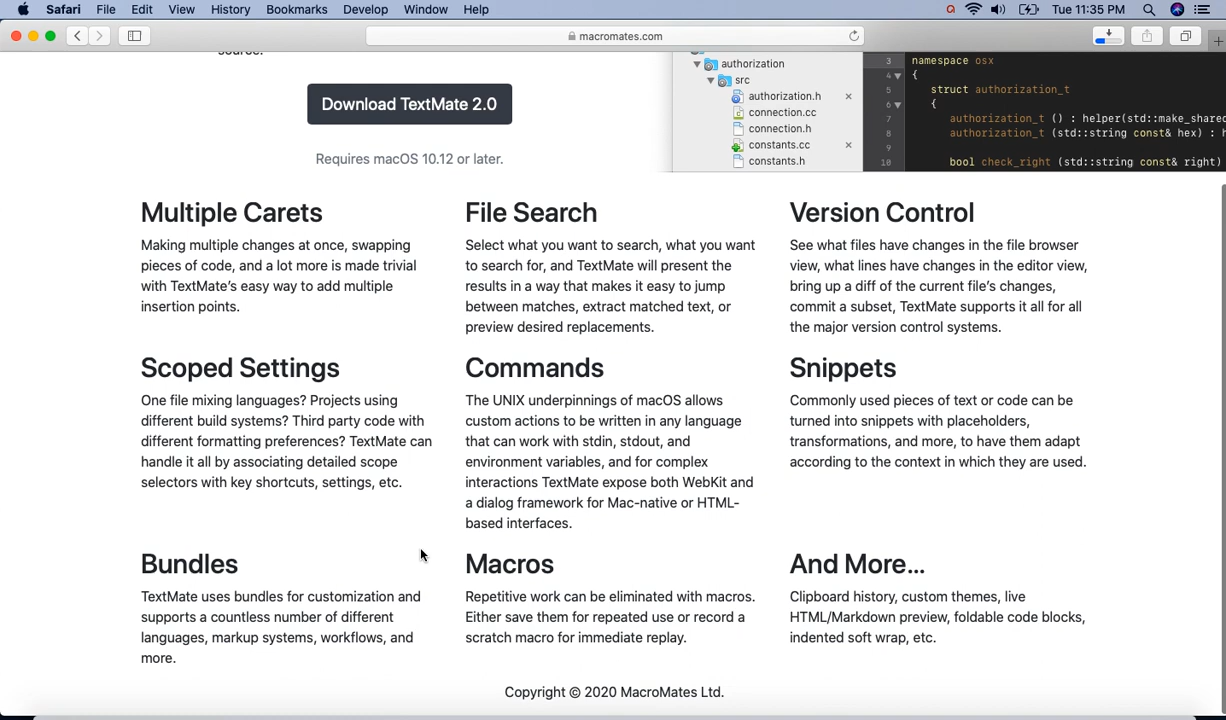 Safari File Edit View History Bookmarks Develop Window Help
Tue 11:35 PM
macromates.com
source.
Download TextMate 2.0
Requires macOS 10.12 or later.
authorization
src
authorization.h
connection.cc
connection.h
constants.cc
constants.h
3 namespace osx
4 {
5 struct authorization_t
6 {
7 authorization_t () : helper(std::make_shared
8 authorization_t (std::string const& hex) : h
9
10 bool check_right (std::string const& right)
Multiple Carets
Making multiple changes at once, swapping
pieces of code, and a lot more is made trivial
with TextMate’s easy way to add multiple
insertion points.
File Search
Select what you want to search, what you want
to search for, and TextMate will present the
results in a way that makes it easy to jump
between matches, extract matched text, or
preview desired replacements.
Version Control
See what files have changes in the file browser
view, what lines have changes in the editor view,
bring up a diff of the current file’s changes,
commit a subset, TextMate supports it all for all
the major version control systems.
Scoped Settings
One file mixing languages? Projects using
different build systems? Third party code with
different formatting preferences? TextMate can
handle it all by associating detailed scope
selectors with key shortcuts, settings, etc.
Commands
The UNIX underpinnings of macOS allows
custom actions to be written in any language
that can work with stdin, stdout, and
environment variables, and for complex
interactions TextMate expose both WebKit and
a dialog framework for Mac-native or HTML-
based interfaces.
Snippets
Commonly used pieces of text or code can be
turned into snippets with placeholders,
transformations, and more, to have them adapt
according to the context in which they are used.
Bundles
TextMate uses bundles for customization and
supports a countless number of different
languages, markup systems, workflows, and
more.
Macros
Repetitive work can be eliminated with macros.
Either save them for repeated use or record a
scratch macro for immediate replay.
And More…
Clipboard history, custom themes, live
HTML/Markdown preview, foldable code blocks,
indented soft wrap, etc.
Copyright © 2020 MacroMates Ltd.